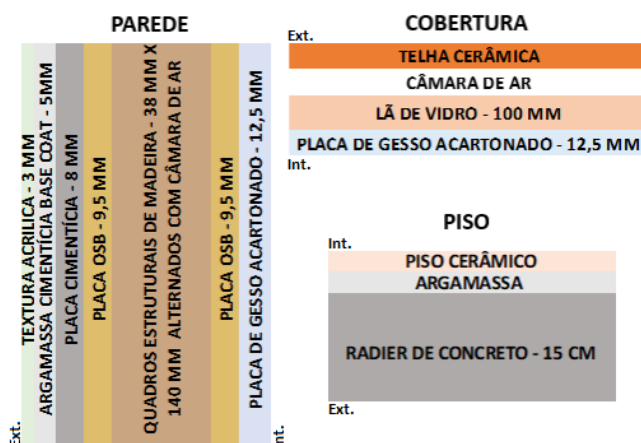 PAREDE
TEXTURA ACRILICA - 3 MM
ARGAMASSA CIMENTÍCIA BASE COAT - 5MM
PLACA CIMENTÍCIA - 8 MM
PLACA OSB - 9,5 MM
QUADROS ESTRUTURAIS DE MADEIRA - 38 MM X
140 MM ALTERNADOS COM CÂMARA DE AR
PLACA OSB - 9,5 MM
PLACA DE GESSO ACARTONADO - 12,5 MM
Ext.
Int.
COBERTURA
Ext.
TELHA CERÂMICA
CÂMARA DE AR
LÃ DE VIDRO - 100 MM
PLACA DE GESSO ACARTONADO - 12,5 MM
Int.
PISO
Int.
PISO CERÂMICO
ARGAMASSA
RADIER DE CONCRETO - 15 CM
Ext.